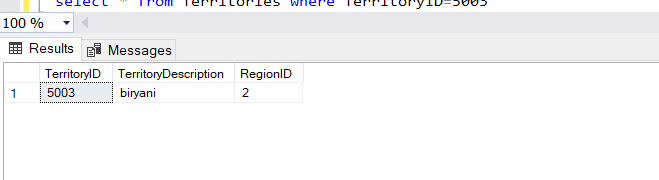 select * from Territories where TerritoryID=5003
100 %
Results Messages
TerritoryID TerritoryDescription RegionID
1 5003 biryani 2